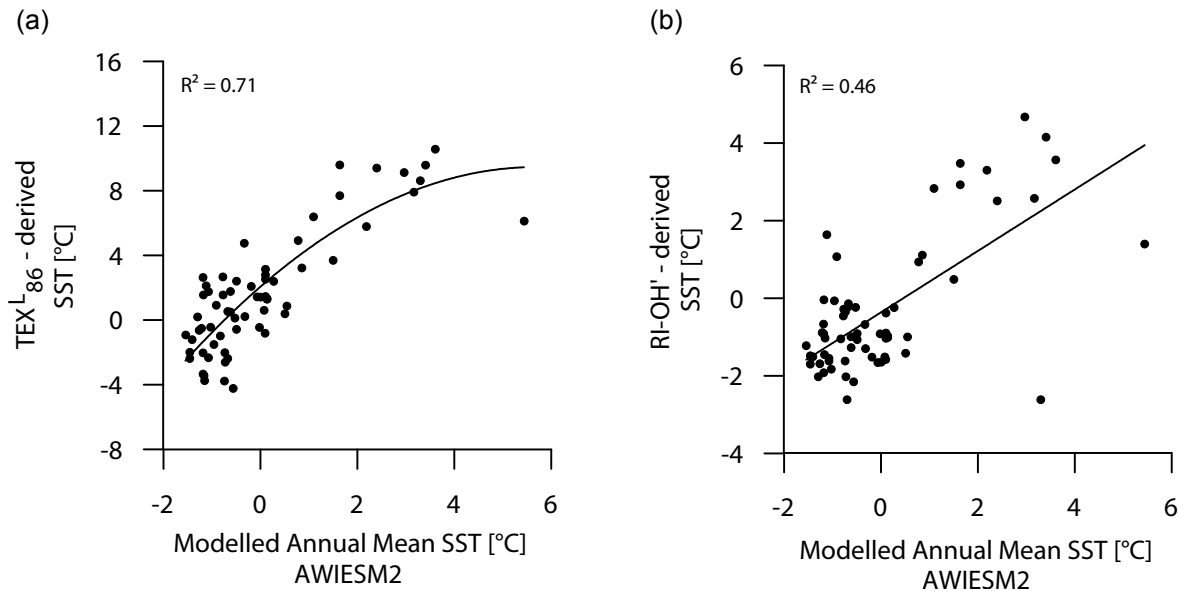 (a)
16
12
8
4
0
-4
-8
R² = 0.71
TEXᴸ₈₆ - derived
SST [°C]
-2 0 2 4 6
Modelled Annual Mean SST [°C]
AWIESM2
(b)
6
4
2
0
-2
-4
R² = 0.46
RI-OH' - derived
SST [°C]
-2 0 2 4 6
Modelled Annual Mean SST [°C]
AWIESM2